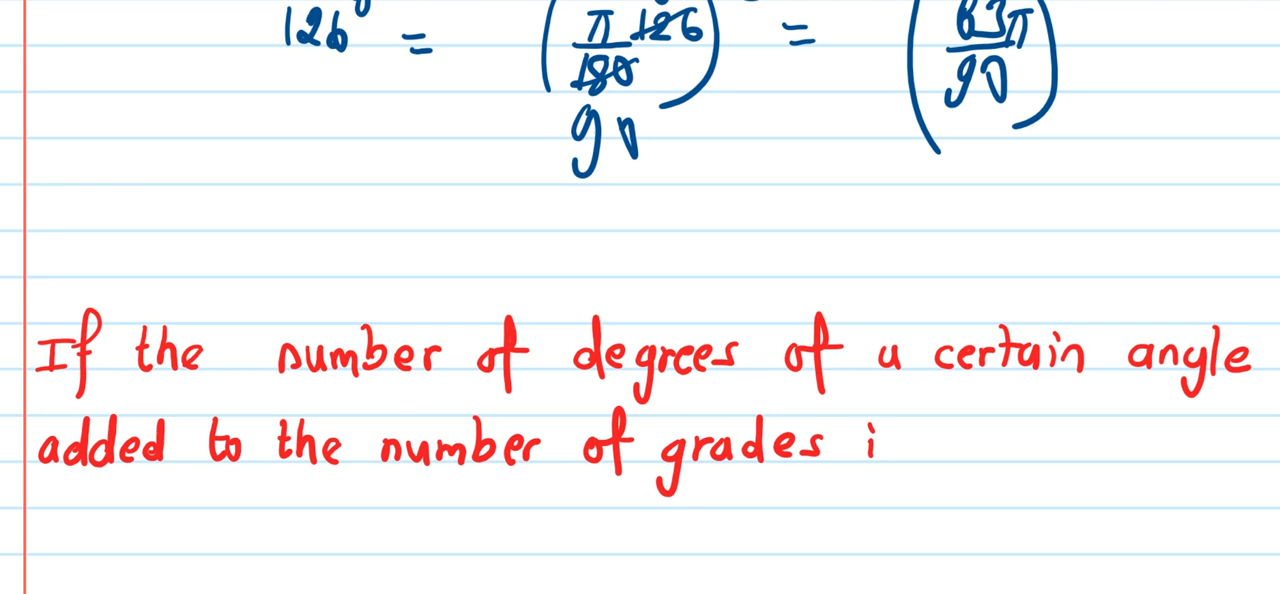 126° = (π/180 126) = (63π/90)
90
If the number of degrees of a certain angle
added to the number of grades i